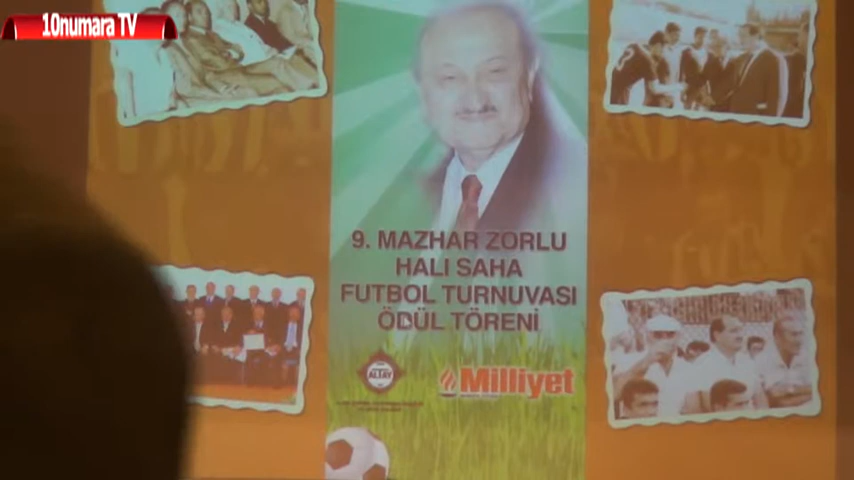 10numara TV
9. MAZHAR ZORLU
HALI SAHA
FUTBOL TURNUVASI
ÖDÜL TÖRENİ
ALTAY
Milliyet